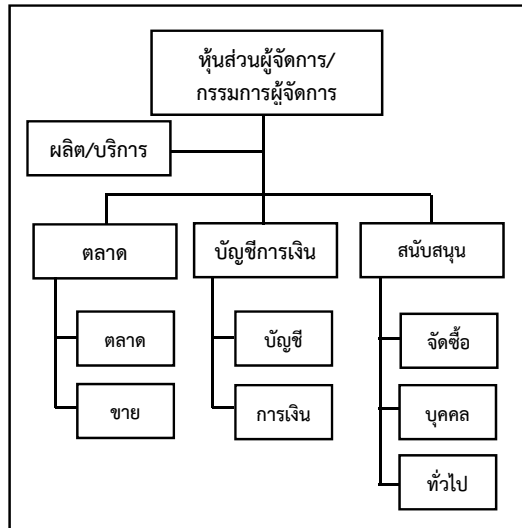 หุ้นส่วนผู้จัดการ/
กรรมการผู้จัดการ
ผลิต/บริการ
ตลาด
บัญชีการเงิน
สนับสนุน
ตลาด
บัญชี
จัดซื้อ
ขาย
การเงิน
บุคคล
ทั่วไป